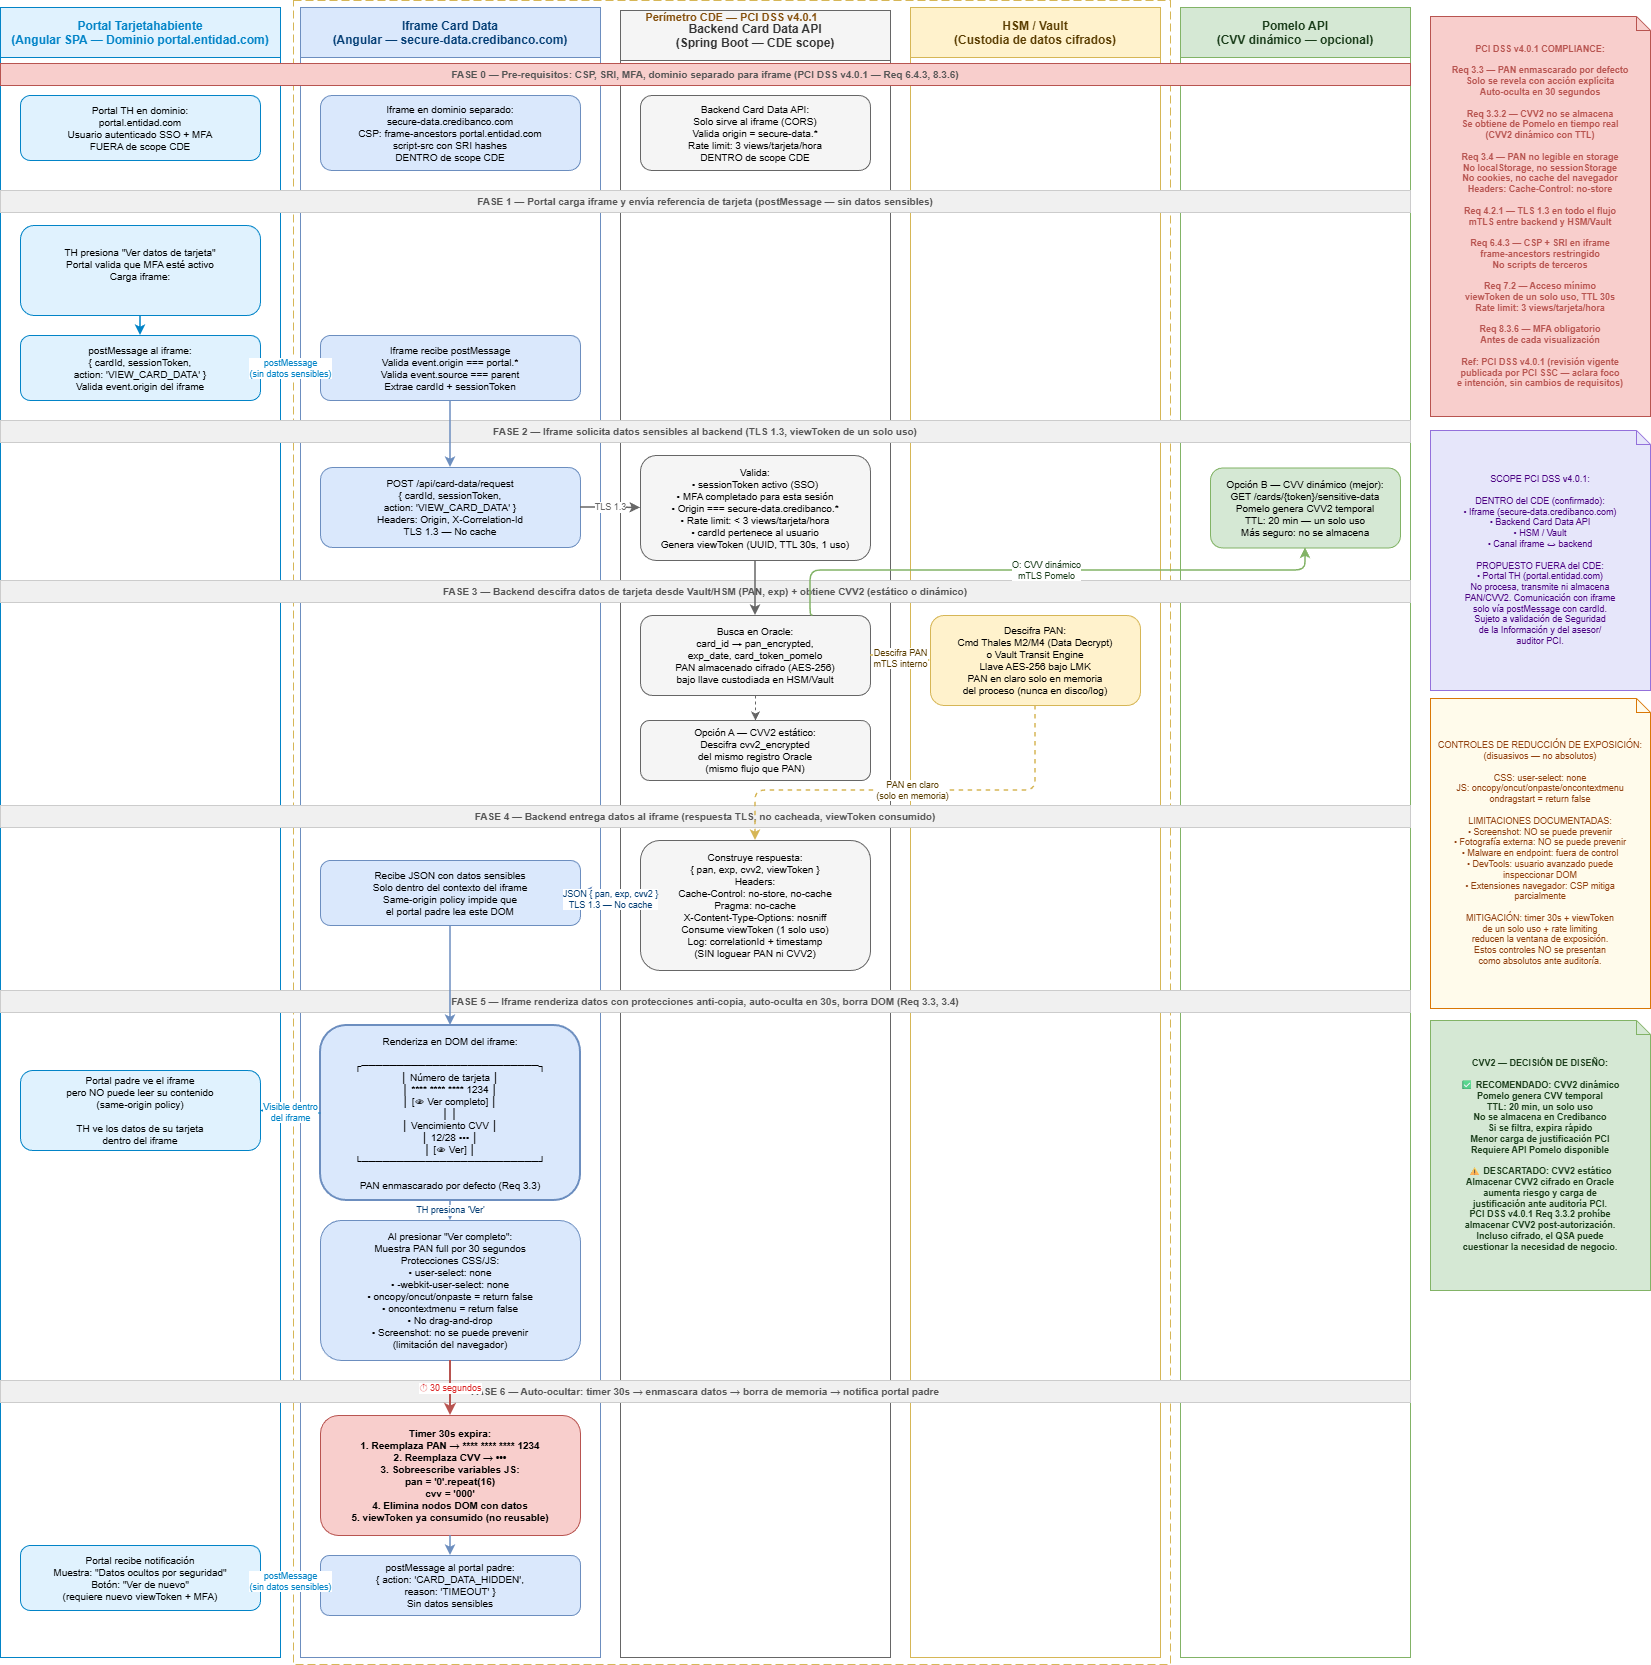 Portal Tarjetahabiente
(Angular SPA — Dominio portal.entidad.com)
Iframe Card Data
(Angular — secure-data.credibanco.com)
Perímetro CDE — PCI DSS v4.0.1
Backend Card Data API
(Spring Boot — CDE scope)
HSM / Vault
(Custodia de datos cifrados)
Pomelo API
(CVV dinámico — opcional)
FASE 0 — Pre-requisitos: CSP, SRI, MFA, dominio separado para iframe (PCI DSS v4.0.1 — Req 6.4.3, 8.3.6)
Portal TH en dominio:
portal.entidad.com
Usuario autenticado SSO + MFA
FUERA de scope CDE
Iframe en dominio separado:
secure-data.credibanco.com
CSP: frame-ancestors portal.entidad.com
script-src con SRI hashes
DENTRO de scope CDE
Backend Card Data API:
Solo sirve al iframe (CORS)
Valida origin = secure-data.*
Rate limit: 3 views/tarjeta/hora
DENTRO de scope CDE
FASE 1 — Portal carga iframe y envia referencia de tarjeta (postMessage — sin datos sensibles)
TH presiona "Ver datos de tarjeta"
Portal valida que MFA esté activo
Carga iframe:
postMessage al iframe:
{ cardId, sessionToken,
action: 'VIEW_CARD_DATA' }
Valida event.origin del iframe
postMessage
(sin datos sensibles)
Iframe recibe postMessage
Valida event.origin === portal.*
Valida event.source === parent
Extrae cardId + sessionToken
FASE 2 — Iframe solicita datos sensibles al backend (TLS 1.3, viewToken de un solo uso)
POST /api/card-data/request
{ cardId, sessionToken,
action: 'VIEW_CARD_DATA' }
Headers: Origin, X-Correlation-Id
TLS 1.3 — No cache
TLS 1.3
Valida:
• sessionToken activo (SSO)
• MFA completado para esta sesión
• Origin === secure-data.credibanco.*
• Rate limit: < 3 views/tarjeta/hora
• cardId pertenece al usuario
Genera viewToken (UUID, TTL 30s, 1 uso)
Opción B — CVV dinámico (mejor):
GET /cards/{token}/sensitive-data
Pomelo genera CVV2 temporal
TTL: 20 min — un solo uso
Más seguro: no se almacena
O: CVV dinámico
mTLS Pomelo
FASE 3 — Backend descifra datos de tarjeta desde Vault/HSM (PAN, exp) + obtiene CVV2 (estático o dinámico)
Busca en Oracle:
card_id → pan_encrypted,
exp_date, card_token_pomelo
PAN almacenado cifrado (AES-256)
bajo llave custodiada en HSM/Vault
Descifra PAN
mTLS interno
Descifra PAN:
Cmd Thales M2/M4 (Data Decrypt)
o Vault Transit Engine
Llave AES-256 bajo LMK
PAN en claro solo en memoria
del proceso (nunca en disco/log)
Opción A — CVV2 estático:
Descifra cvv2_encrypted
del mismo registro Oracle
(mismo flujo que PAN)
PAN en claro
(solo en memoria)
FASE 4 — Backend entrega datos al iframe (respuesta TLS, no cacheada, viewToken consumido)
Recibe JSON con datos sensibles
Solo dentro del contexto del iframe
Same-origin policy impide que
el portal padre lea este DOM
JSON { pan, exp, cvv2 }
TLS 1.3 — No cache
Construye respuesta:
{ pan, exp, cvv2, viewToken }
Headers:
Cache-Control: no-store, no-cache
Pragma: no-cache
X-Content-Type-Options: nosniff
Consume viewToken (1 solo uso)
Log: correlationId + timestamp
(SIN loguear PAN ni CVV2)
FASE 5 — Iframe renderiza datos con protecciones anti-copia, auto-oculta en 30s, borra DOM (Req 3.3, 3.4)
Portal padre ve el iframe
pero NO puede leer su contenido
(same-origin policy)
TH ve los datos de su tarjeta
dentro del iframe
Visible dentro
del iframe
Renderiza en DOM del iframe:
┌──────────────────────────┐
│ Número de tarjeta │
│ **** **** **** 1234 │
│ [👁 Ver completo] │
│ │
│ Vencimiento CVV │
│ 12/28 ••• │
│ [👁 Ver] │
└──────────────────────────┘
PAN enmascarado por defecto (Req 3.3)
TH presiona 'Ver'
Al presionar "Ver completo":
Muestra PAN full por 30 segundos
Protecciones CSS/JS:
• user-select: none
• -webkit-user-select: none
• oncopy/oncut/onpaste = return false
• oncontextmenu = return false
• No drag-and-drop
• Screenshot: no se puede prevenir
(limitación del navegador)
⏱ 30 segundos
SE 6 — Auto-ocultar: timer 30s → enmascara datos → borra de memoria → notifica portal padre
Timer 30s expira:
1. Reemplaza PAN → **** **** **** 1234
2. Reemplaza CVV → •••
3. Sobreescribe variables JS:
pan = '0'.repeat(16)
cvv = '000'
4. Elimina nodos DOM con datos
5. viewToken ya consumido (no reusable)
Portal recibe notificación
Muestra: "Datos ocultos por seguridad"
Botón: "Ver de nuevo"
(requiere nuevo viewToken + MFA)
postMessage
(sin datos sensibles)
postMessage al portal padre:
{ action: 'CARD_DATA_HIDDEN',
reason: 'TIMEOUT' }
Sin datos sensibles
PCI DSS v4.0.1 COMPLIANCE:
Req 3.3 — PAN enmascarado por defecto
Solo se revela con acción explícita
Auto-oculta en 30 segundos
Req 3.3.2 — CVV2 no se almacena
Se obtiene de Pomelo en tiempo real
(CVV2 dinámico con TTL)
Req 3.4 — PAN no legible en storage
No localStorage, no sessionStorage
No cookies, no cache del navegador
Headers: Cache-Control: no-store
Req 4.2.1 — TLS 1.3 en todo el flujo
mTLS entre backend y HSM/Vault
Req 6.4.3 — CSP + SRI en iframe
frame-ancestors restringido
No scripts de terceros
Req 7.2 — Acceso mínimo
viewToken de un solo uso, TTL 30s
Rate limit: 3 views/tarjeta/hora
Req 8.3.6 — MFA obligatorio
Antes de cada visualización
Ref: PCI DSS v4.0.1 (revisión vigente
publicada por PCI SSC — aclara foco
e intención, sin cambios de requisitos)
SCOPE PCI DSS v4.0.1:
DENTRO del CDE (confirmado):
• Iframe (secure-data.credibanco.com)
• Backend Card Data API
• HSM / Vault
• Canal iframe ↔ backend
PROPUESTO FUERA del CDE:
• Portal TH (portal.entidad.com)
No procesa, transmite ni almacena
PAN/CVV2. Comunicación con iframe
solo vía postMessage con cardId.
Sujeto a validación de Seguridad
de la Información y del asesor/
auditor PCI.
CONTROLES DE REDUCCIÓN DE EXPOSICIÓN:
(disuasivos — no absolutos)
CSS: user-select: none
JS: oncopy/oncut/onpaste/oncontextmenu
ondragstart = return false
LIMITACIONES DOCUMENTADAS:
• Screenshot: NO se puede prevenir
• Fotografía externa: NO se puede prevenir
• Malware en endpoint: fuera de control
• DevTools: usuario avanzado puede
inspeccionar DOM
• Extensiones navegador: CSP mitiga
parcialmente
MITIGACIÓN: timer 30s + viewToken
de un solo uso + rate limiting
reducen la ventana de exposición.
Estos controles NO se presentan
como absolutos ante auditoría.
CVV2 — DECISIÓN DE DISEÑO:
✅ RECOMENDADO: CVV2 dinámico
Pomelo genera CVV temporal
TTL: 20 min, un solo uso
No se almacena en Credibanco
Si se filtra, expira rápido
Menor carga de justificación PCI
Requiere API Pomelo disponible
⚠️ DESCARTADO: CVV2 estático
Almacenar CVV2 cifrado en Oracle
aumenta riesgo y carga de
justificación ante auditoría PCI.
PCI DSS v4.0.1 Req 3.3.2 prohíbe
almacenar CVV2 post-autorización.
Incluso cifrado, el QSA puede
cuestionar la necesidad de negocio.